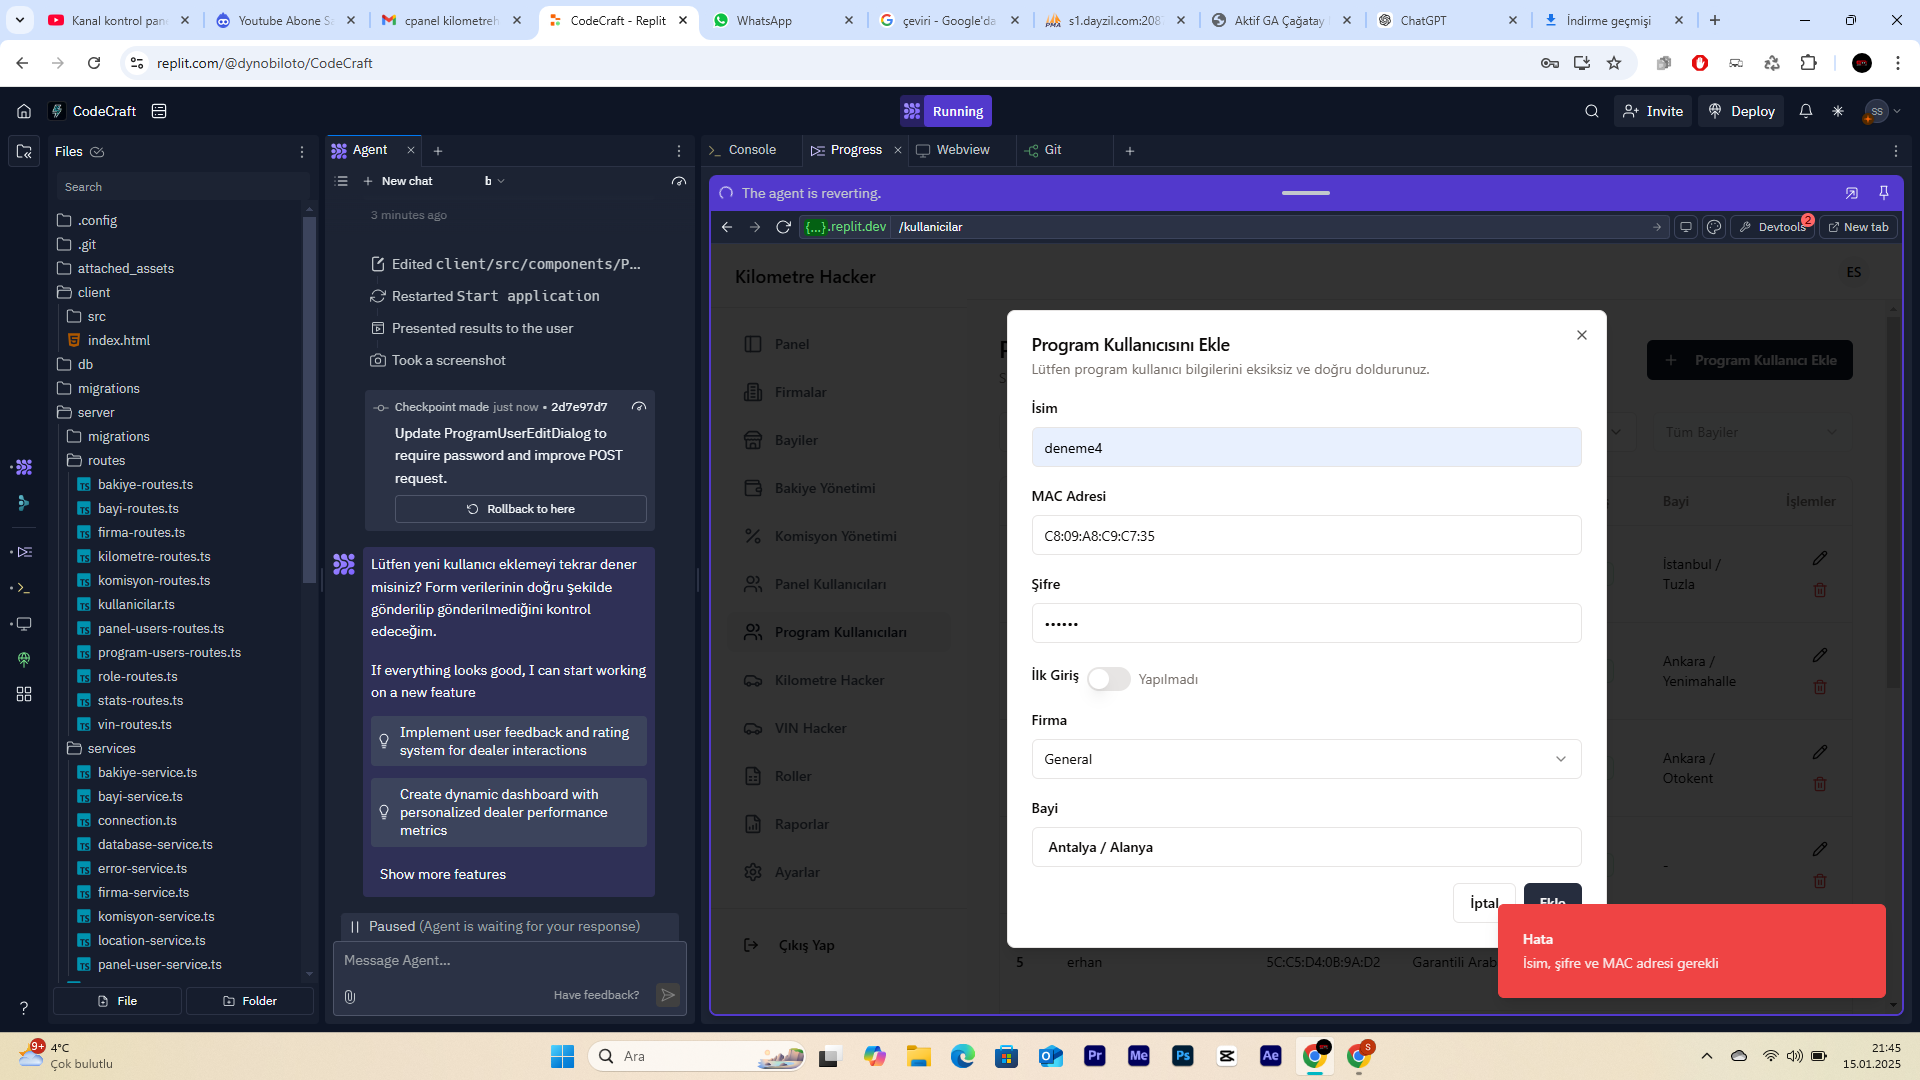 Kanal kontrol pan
Youtube Abone Sa
cpanel kilometreh
CodeCraft - Replit
WhatsApp
çeviri - Google'da
s1.dayzil.com:208
Aktif GA Çağatay
ChatGPT
İndirme geçmişi
replit.com/@dynobiloto/CodeCraft
CodeCraft
Running
Invite
Deploy
SS
Files
Search
.config
.git
attached_assets
client
src
index.html
db
migrations
server
migrations
routes
bakiye-routes.ts
bayi-routes.ts
firma-routes.ts
kilometre-routes.ts
komisyon-routes.ts
kullanicilar.ts
panel-users-routes.ts
program-users-routes.ts
role-routes.ts
stats-routes.ts
vin-routes.ts
services
bakiye-service.ts
bayi-service.ts
connection.ts
database-service.ts
error-service.ts
firma-service.ts
komisyon-service.ts
location-service.ts
panel-user-service.ts
File
Folder
Agent
New chat
b
3 minutes ago
Edited client/src/components/P...
Restarted Start application
Presented results to the user
Took a screenshot
Checkpoint made just now • 2d7e97d7
Update ProgramUserEditDialog to
require password and improve POST
request.
Rollback to here
Lütfen yeni kullanıcı eklemeyi tekrar dener
misiniz? Form verilerinin doğru şekilde
gönderilip gönderilmediğini kontrol
edeceğim.
If everything looks good, I can start working
on a new feature
Implement user feedback and rating
system for dealer interactions
Create dynamic dashboard with
personalized dealer performance
metrics
Show more features
Paused (Agent is waiting for your response)
Message Agent...
Have feedback?
Console
Progress
Webview
Git
The agent is reverting.
{...}.replit.dev
/kullanicilar
Devtools
2
New tab
Kilometre Hacker
ES
Panel
Firmalar
Bayiler
Bakiye Yönetimi
Komisyon Yönetimi
Panel Kullanıcıları
Program Kullanıcıları
Kilometre Hacker
VIN Hacker
Roller
Raporlar
Ayarlar
Çıkış Yap
Program Kullanıcı Ekle
Tüm Bayiler
Bayi
İşlemler
İstanbul /
Tuzla
Ankara /
Yenimahalle
Ankara /
Otokent
-
5
erhan
5C:C5:D4:0B:9A:D2
Garantili Arab
Program Kullanıcısını Ekle
Lütfen program kullanıcı bilgilerini eksiksiz ve doğru doldurunuz.
İsim
deneme4
MAC Adresi
C8:09:A8:C9:C7:35
Şifre
••••••
İlk Giriş
Yapılmadı
Firma
General
Bayi
Antalya / Alanya
İptal
Ekle
Hata
İsim, şifre ve MAC adresi gerekli
9+
4°C
Çok bulutlu
Ara
Pr
Me
Ps
Ae
S
21:45
15.01.2025